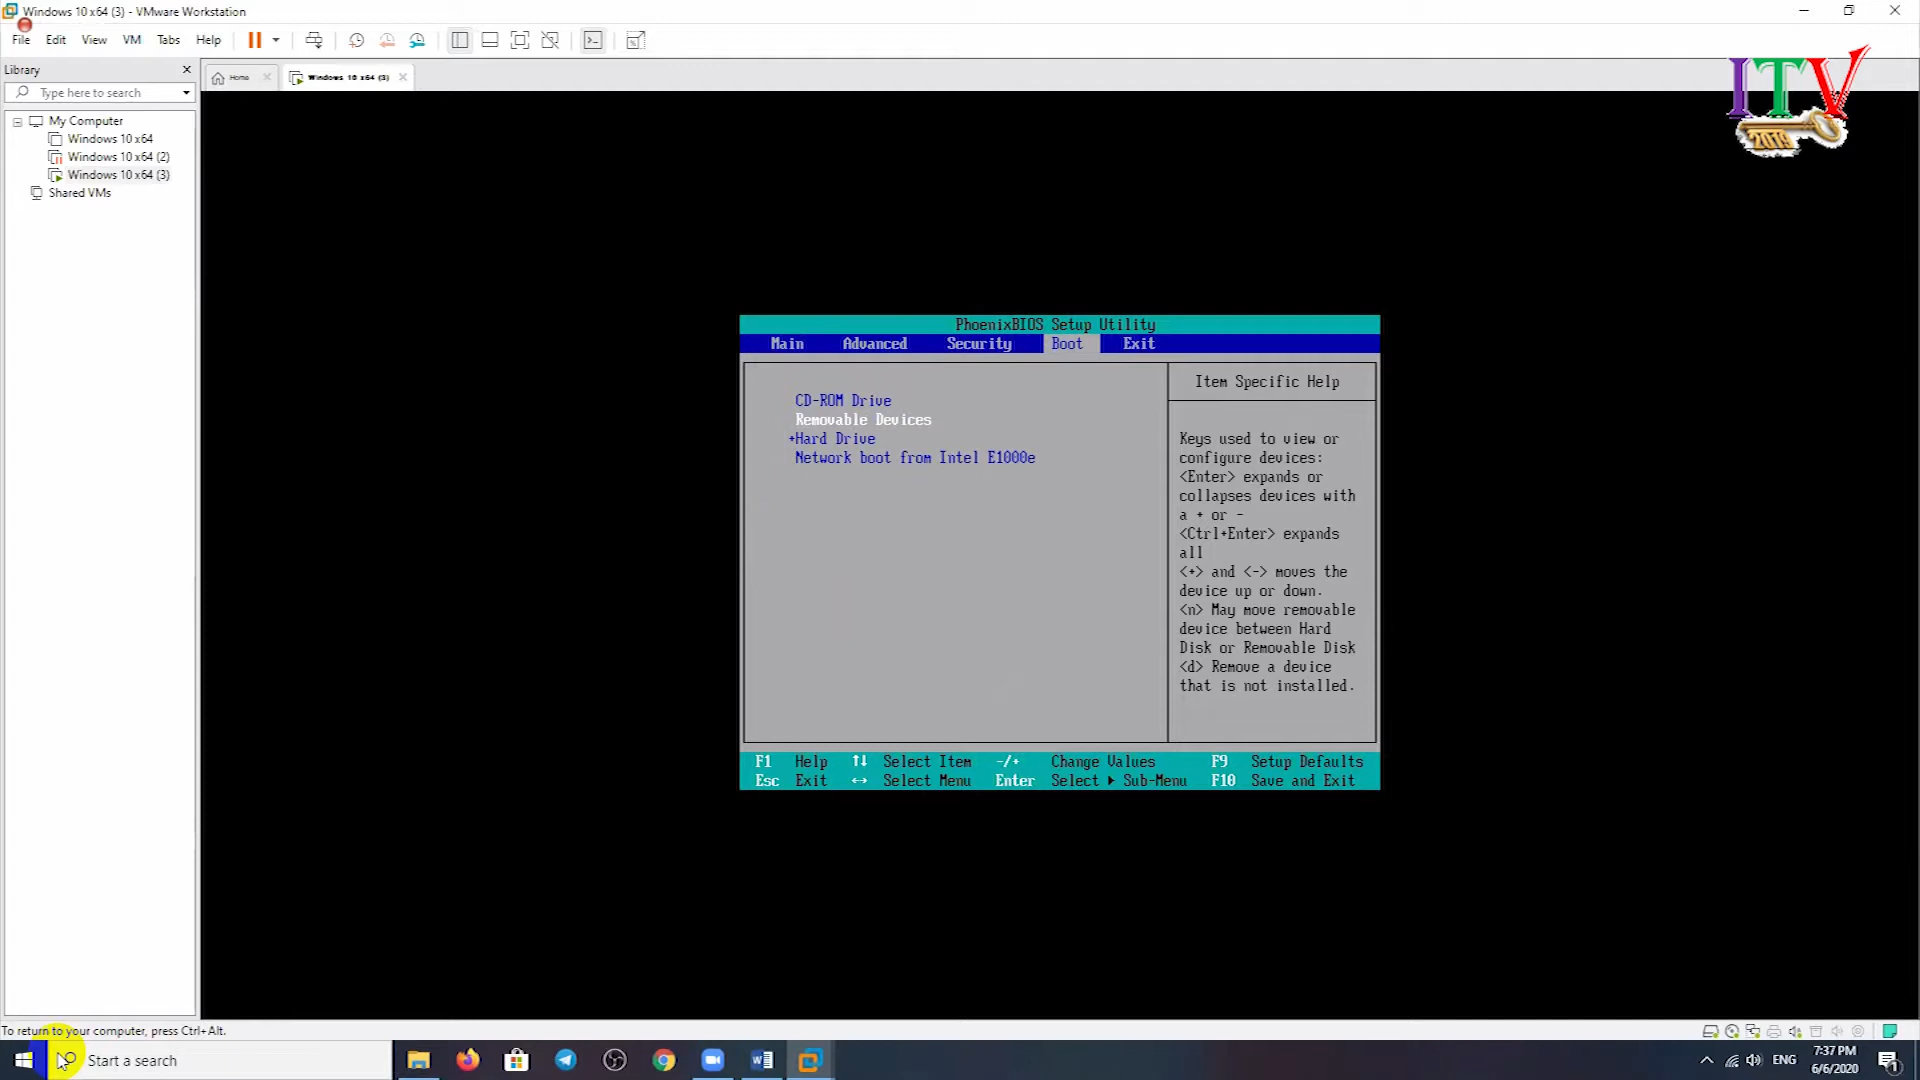 Windows 10 x64 (3) - VMware Workstation
File Edit View VM Tabs Help
Library
Type here to search
My Computer
Windows 10 x64
Windows 10 x64 (2)
Windows 10 x64 (3)
Shared VMs
Home
Windows 10 x64 (3)
ITV
2019
PhoenixBIOS Setup Utility
Main Advanced Security Boot Exit
CD-ROM Drive
Removable Devices
+Hard Drive
Network boot from Intel E1000e
Item Specific Help
Keys used to view or
configure devices:
<Enter> expands or
collapses devices with
a + or -
<Ctrl+Enter> expands
all
<+> and <-> moves the
device up or down.
<n> May move removable
device between Hard
Disk or Removable Disk
<d> Remove a device
that is not installed.
F1 Help ↑↓ Select Item -/+ Change Values F9 Setup Defaults
Esc Exit ↔ Select Menu Enter Select ▶ Sub-Menu F10 Save and Exit
To return to your computer, press Ctrl+Alt.
Start a search
ENG
7:37 PM
6/6/2020
1